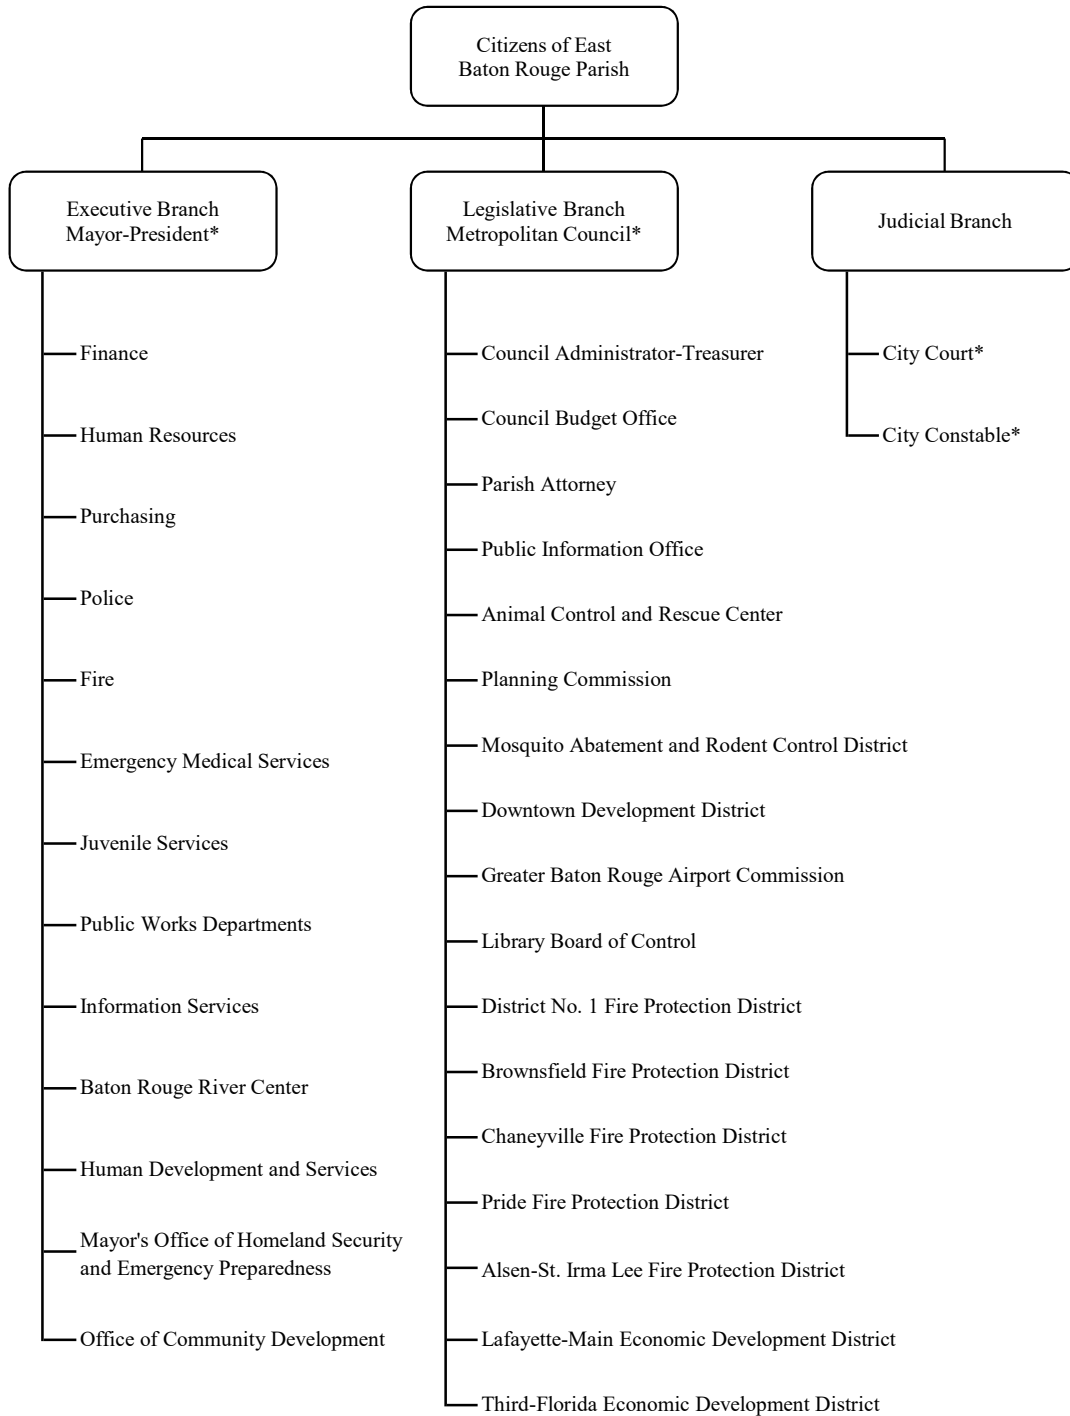 Citizens of East
Baton Rouge Parish
Executive Branch
Mayor-President*
Legislative Branch
Metropolitan Council*
Judicial Branch
Finance
Human Resources
Purchasing
Police
Fire
Emergency Medical Services
Juvenile Services
Public Works Departments
Information Services
Baton Rouge River Center
Human Development and Services
Mayor's Office of Homeland Security
and Emergency Preparedness
Office of Community Development
Council Administrator-Treasurer
Council Budget Office
Parish Attorney
Public Information Office
Animal Control and Rescue Center
Planning Commission
Mosquito Abatement and Rodent Control District
Downtown Development District
Greater Baton Rouge Airport Commission
Library Board of Control
District No. 1 Fire Protection District
Brownsfield Fire Protection District
Chaneyville Fire Protection District
Pride Fire Protection District
Alsen-St. Irma Lee Fire Protection District
Lafayette-Main Economic Development District
Third-Florida Economic Development District
City Court*
City Constable*